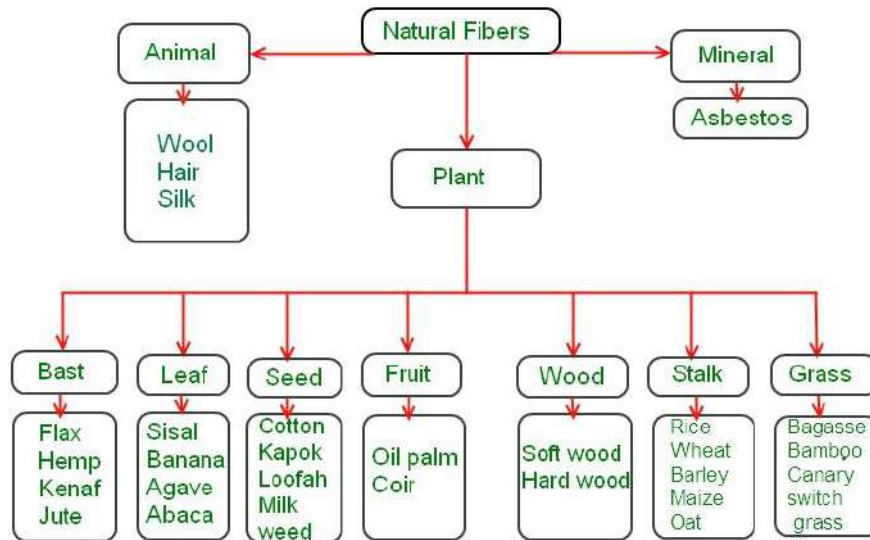 Natural Fibers
Animal
Mineral
Asbestos
Wool
Hair
Silk
Plant
Bast
Leaf
Seed
Fruit
Wood
Stalk
Grass
Flax
Hemp
Kenaf
Jute
Sisal
Banana
Agave
Abaca
Cotton
Kapok
Loofah
Milk
weed
Oil palm
Coir
Soft wood
Hard wood
Rice
Wheat
Barley
Maize
Oat
Bagasse
Bamboo
Canary
switch
grass